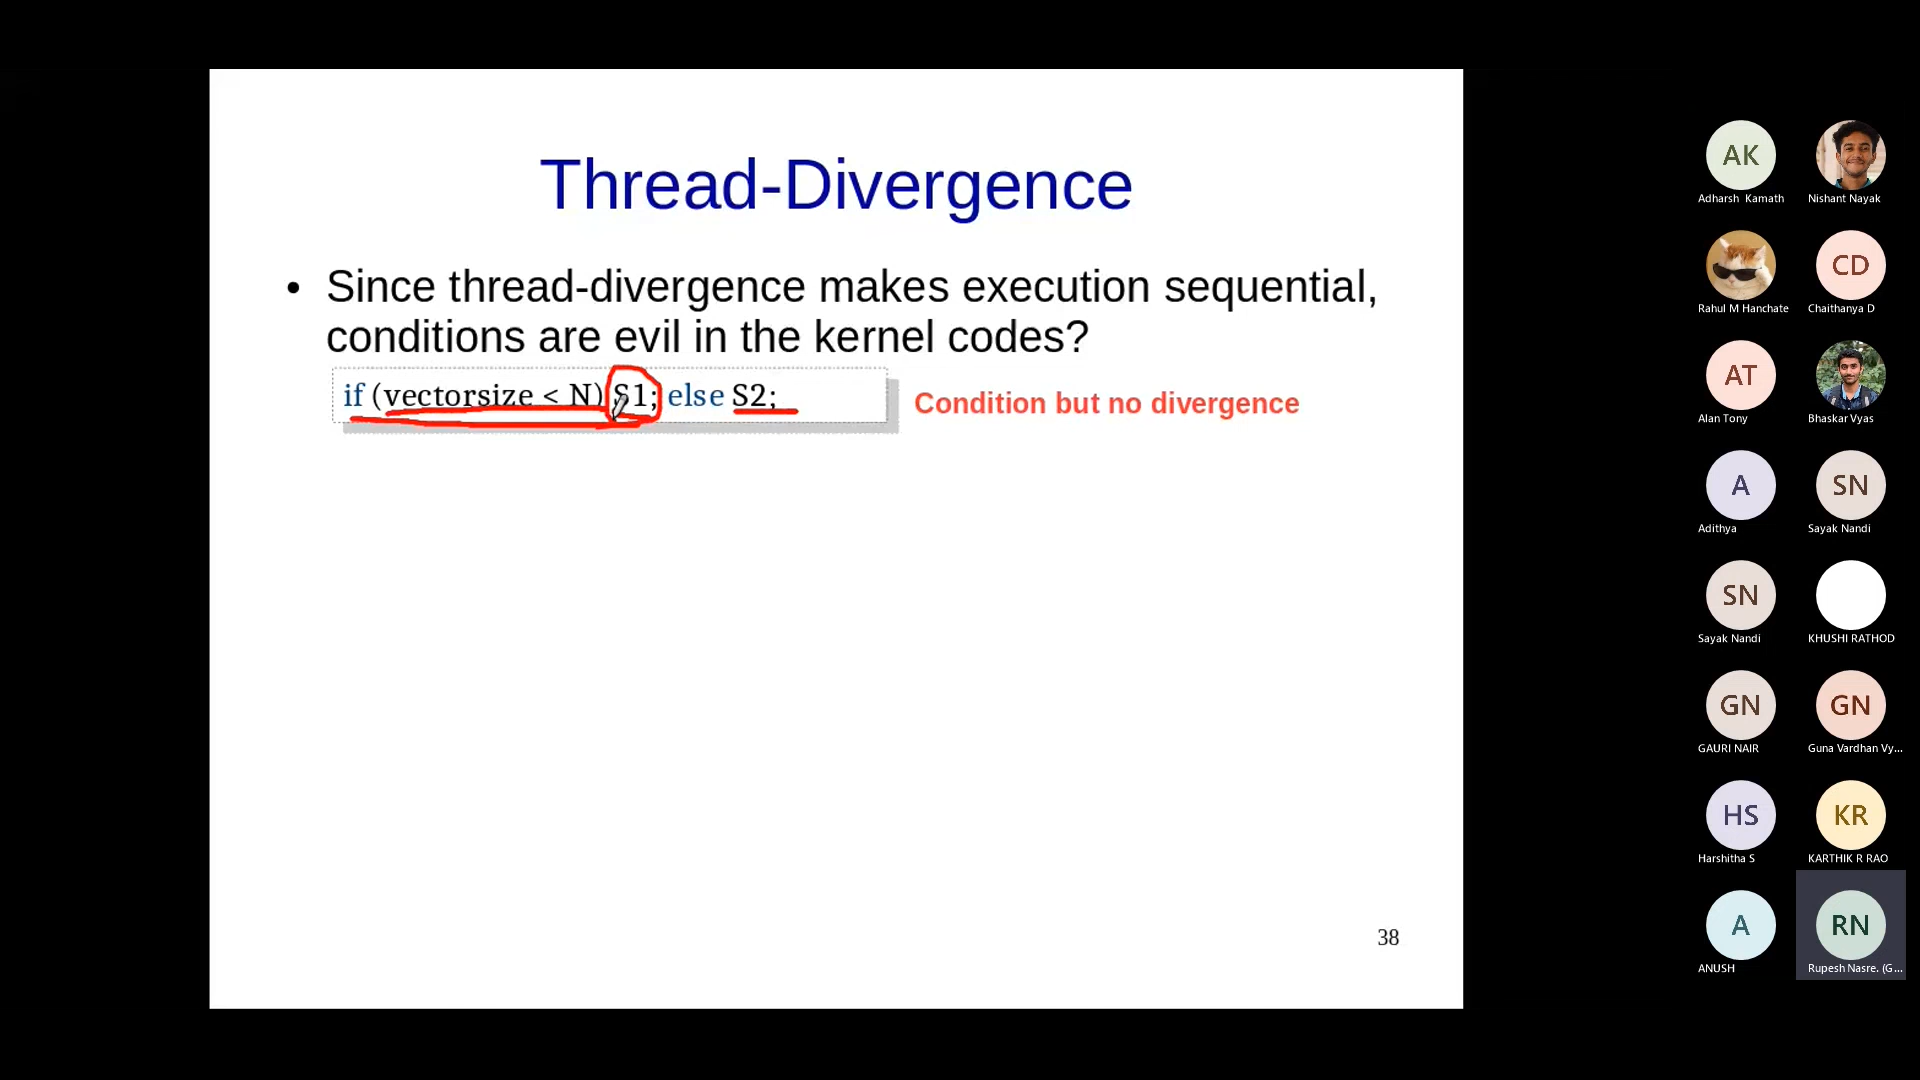 Thread-Divergence
• Since thread-divergence makes execution sequential,
conditions are evil in the kernel codes?
if (vectorsize < N) S1; else S2;
Condition but no divergence
38
AK
Adharsh Kamath
Nishant Nayak
Rahul M Hanchate
CD
Chaithanya D
AT
Alan Tony
Bhaskar Vyas
A
Adithya
SN
Sayak Nandi
SN
Sayak Nandi
KHUSHI RATHOD
GN
GAURI NAIR
GN
Guna Vardhan Vy...
HS
Harshitha S
KR
KARTHIK R RAO
A
ANUSH
RN
Rupesh Nasre. (G...